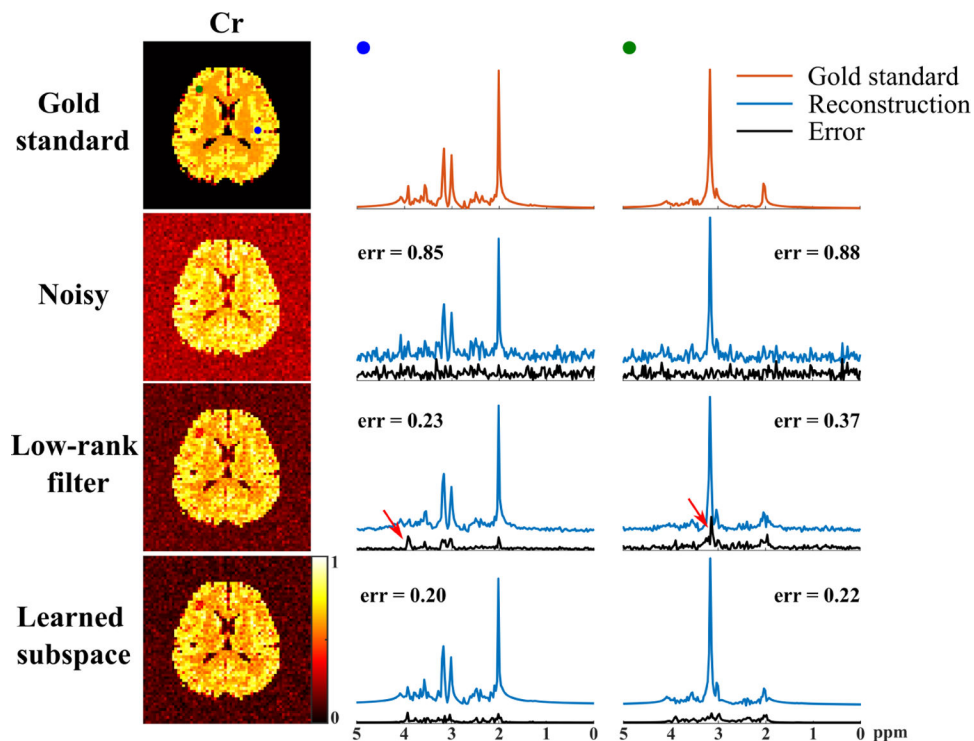 Cr
Gold standard
Gold standard
Reconstruction
Error
Noisy
err = 0.85
err = 0.88
Low-rank filter
err = 0.23
err = 0.37
Learned subspace
1
0
err = 0.20
err = 0.22
5 4 3 2 1 0
5 4 3 2 1 0 ppm